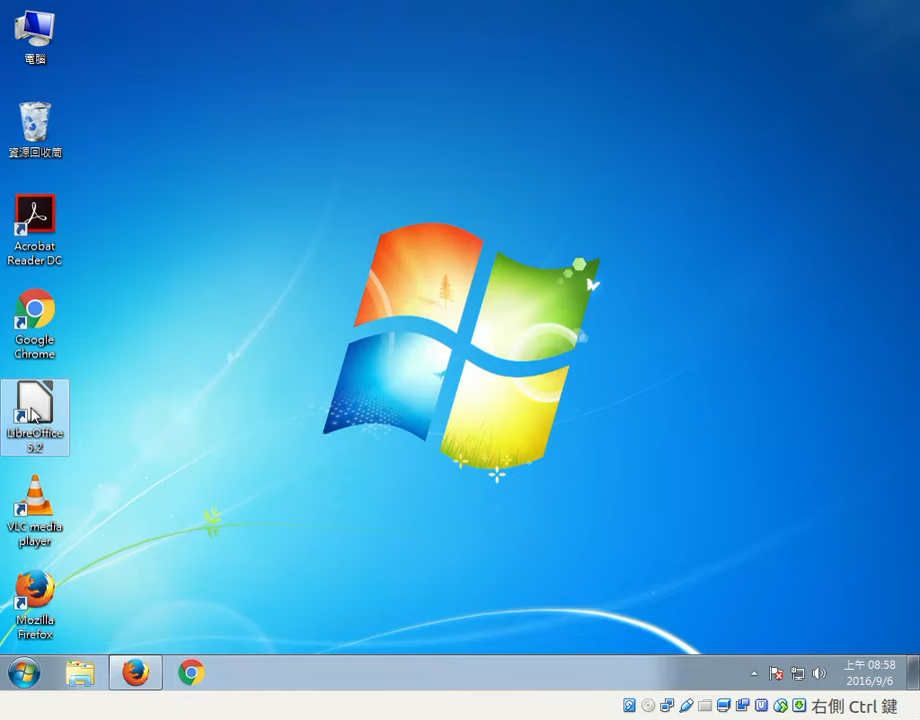 電腦
資源回收筒
Acrobat
Reader DC
Google
Chrome
LibreOffice
5.2
VLC media
player
Mozilla
Firefox
上午 08:58
2016/9/6
右側 Ctrl 鍵